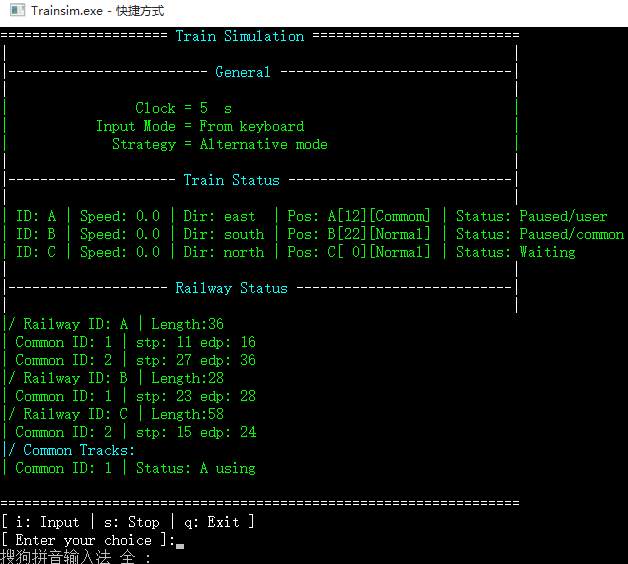 Trainsim.exe - 快捷方式
===================== Train Simulation ==========================
|                                                               |
|------------------------- General -----------------------------|
|                                                               |
|                Clock = 5  s                                   |
|           Input Mode = From keyboard                          |
|             Strategy = Alternative mode                       |
|                                                               |
|---------------------- Train Status ---------------------------|
|                                                               |
| ID: A | Speed: 0.0 | Dir: east  | Pos: A[12][Commom] | Status: Paused/user
| ID: B | Speed: 0.0 | Dir: south | Pos: B[22][Normal] | Status: Paused/common
| ID: C | Speed: 0.0 | Dir: north | Pos: C[ 0][Normal] | Status: Waiting
|                                                               |
|--------------------- Railway Status --------------------------|
|                                                               |
|/ Railway ID: A | Length:36
| Common ID: 1 | stp: 11 edp: 16
| Common ID: 2 | stp: 27 edp: 36
|/ Railway ID: B | Length:28
| Common ID: 1 | stp: 23 edp: 28
|/ Railway ID: C | Length:58
| Common ID: 2 | stp: 15 edp: 24
|/ Common Tracks:
| Common ID: 1 | Status: A using
=================================================================
[ i: Input | s: Stop | q: Exit ]
[ Enter your choice ]:_
搜狗拼音输入法 全 :